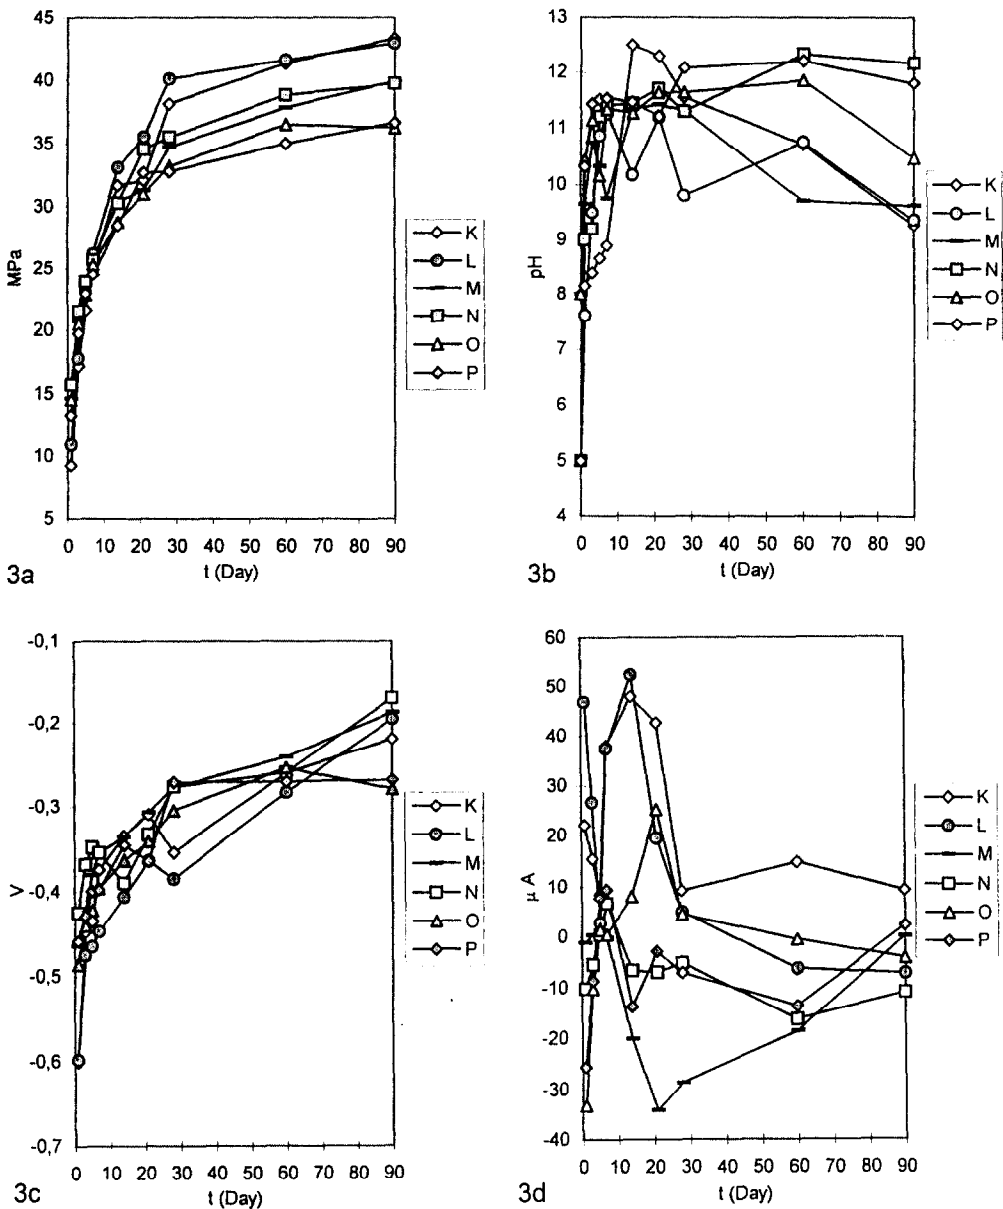 45
40
35
30
25
20
15
10
5
MPa
0 10 20 30 40 50 60 70 80 90
t (Day)
3a
K
L
M
N
O
P
13
12
11
10
9
8
7
6
5
4
pH
0 10 20 30 40 50 60 70 80 90
t (Day)
3b
K
L
M
N
O
P
-0,1
-0,2
-0,3
-0,4
-0,5
-0,6
-0,7
V
0 10 20 30 40 50 60 70 80 90
t (Day)
3c
K
L
M
N
O
P
60
50
40
30
20
10
0
-10
-20
-30
-40
µ A
0 10 20 30 40 50 60 70 80 90
t (Day)
3d
K
L
M
N
O
P